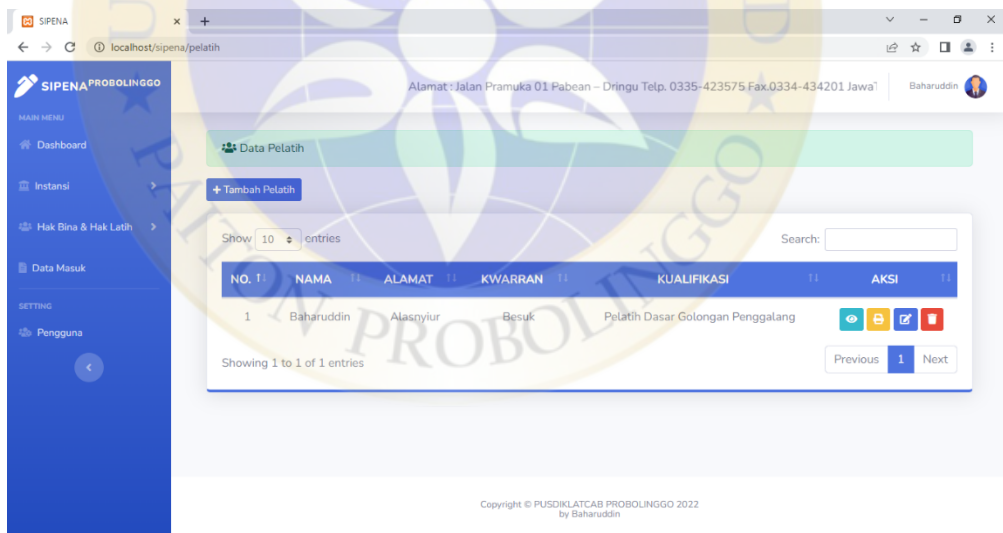 SIPENA
localhost/sipena/pelatih
SIPENA PROBOLINGGO
Alamat : Jalan Pramuka 01 Pabean – Dringu Telp. 0335-423575 Fax.0334-434201 JawaT
Baharuddin
MAIN MENU
Dashboard
Instansi
Hak Bina & Hak Latih
Data Masuk
SETTING
Pengguna
Data Pelatih
+ Tambah Pelatih
Show 10 entries
Search:
NO. NAMA ALAMAT KWARRAN KUALIFIKASI AKSI
1 Baharuddin Alasnyiur Besuk Pelatih Dasar Golongan Penggalang
Showing 1 to 1 of 1 entries
Previous 1 Next
Copyright © PUSDIKLATCAB PROBOLINGGO 2022
by Baharuddin
PAITON PROBOLINGGO